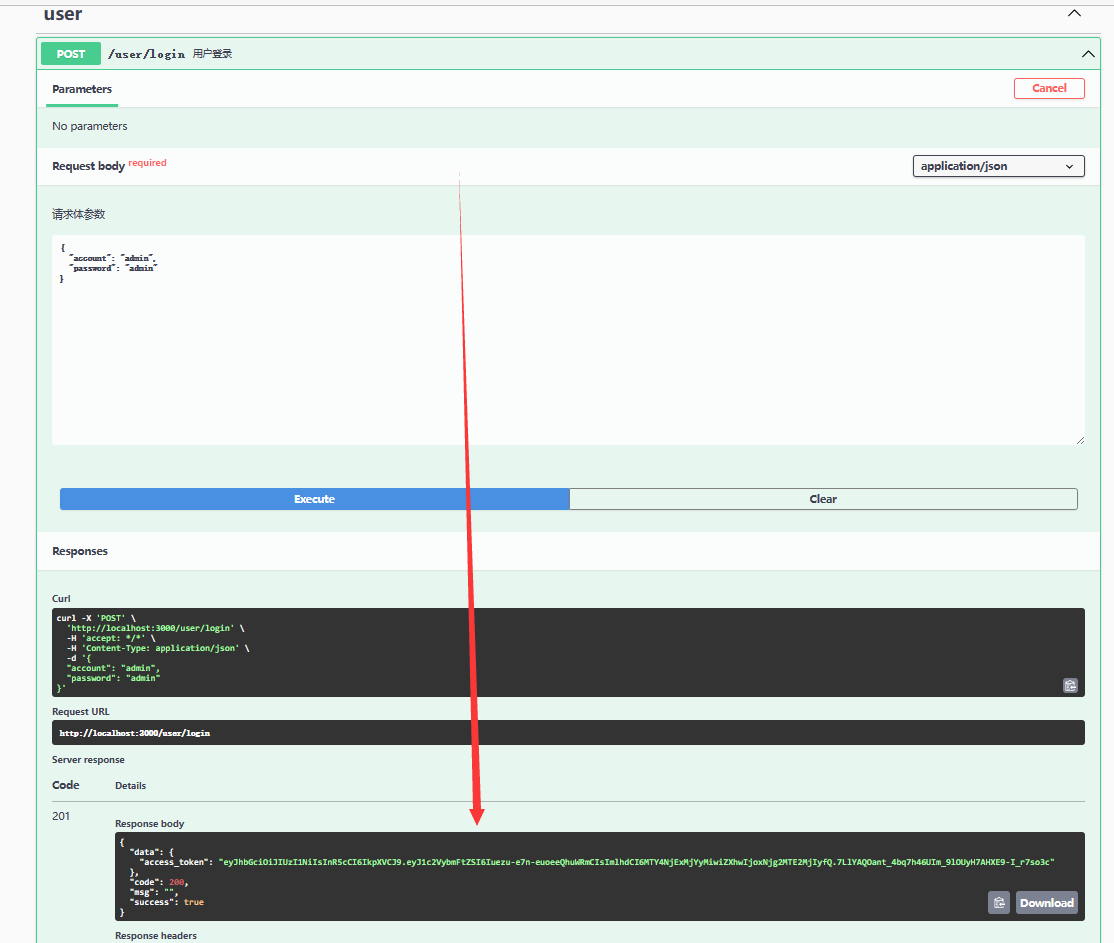 user
POST /user/login 用户登录
Parameters
Cancel
No parameters
Request body required
application/json
请求体参数
{
"account": "admin",
"password": "admin"
}
Execute
Clear
Responses
Curl
curl -X 'POST' \
'http://localhost:3000/user/login' \
-H 'accept: */*' \
-H 'Content-Type: application/json' \
-d '{
"account": "admin",
"password": "admin"
}'
Request URL
http://localhost:3000/user/login
Server response
Code
Details
201
Response body
{
"data": {
"access_token": "eyJhbGciOiJIUzI1NiIsInR5cCI6IkpXVCJ9.eyJ1c2VybmFtZSI6Iuezu-e7n-euoeeQhuWRmCIsImlhdCI6MTY4NjExMjYyMiwiZXhwIjoxNjg2MTE2MjIyfQ.7LlYAQOant_4bq7h46UIm_9lOUyH7AHXE9-I_r7so3c"
},
"code": 200,
"msg": "",
"success": true
}
Download
Response headers